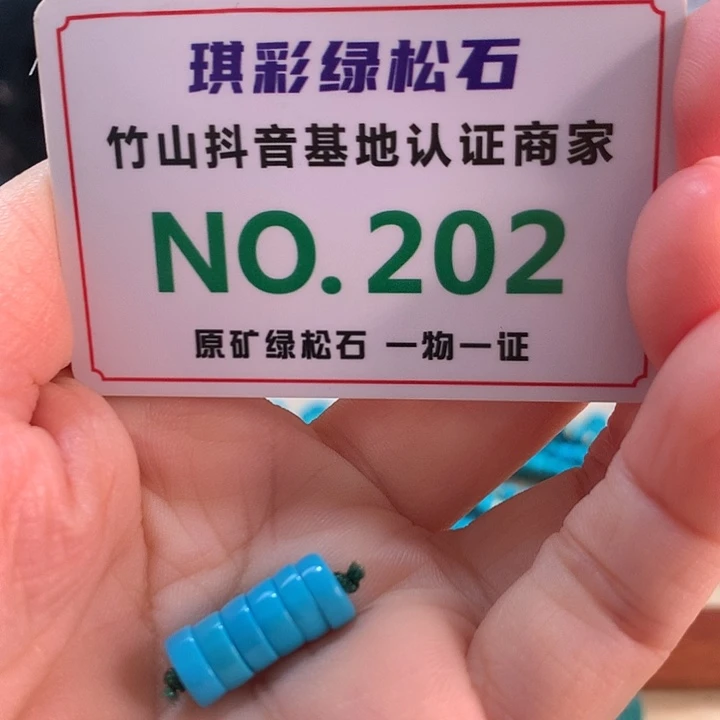 琪彩绿松石
竹山抖音基地认证商家
NO.202
原矿绿松石 一物一证